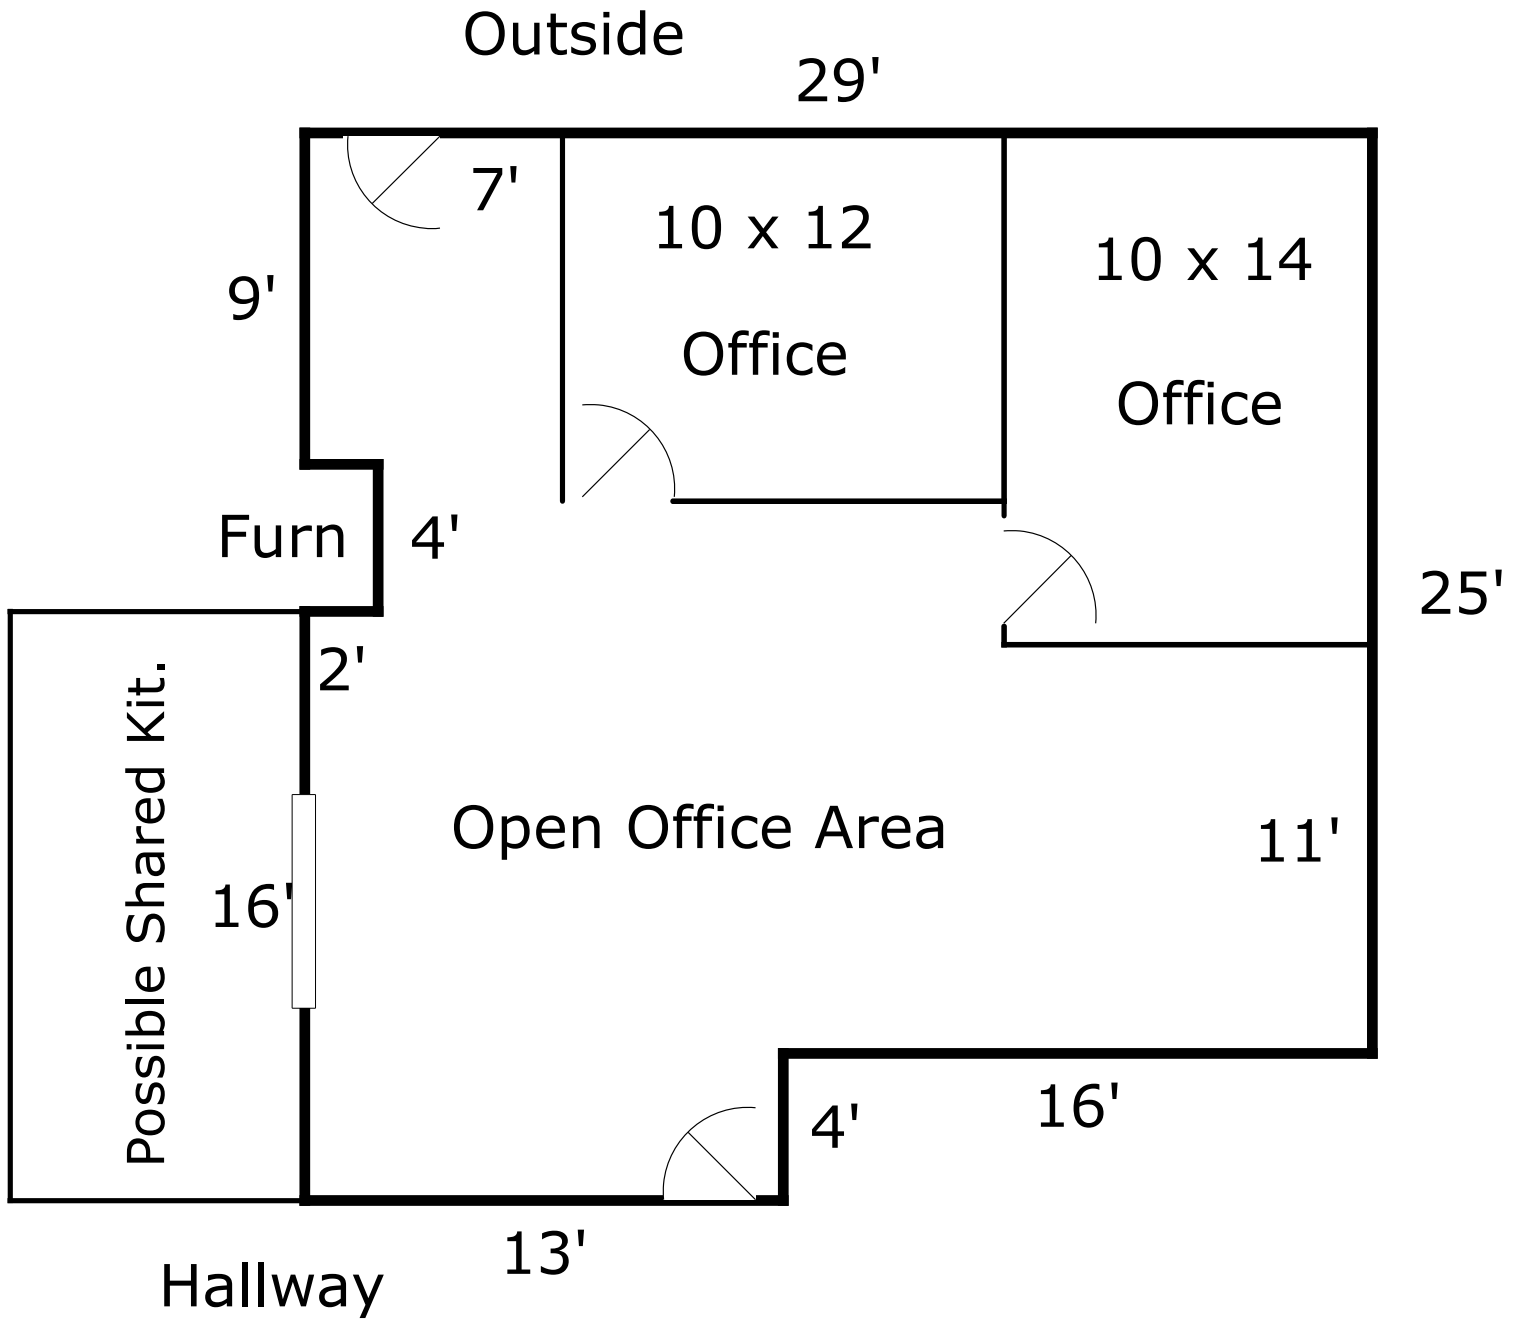 Outside
29'
7'
10 x 12
Office
10 x 14
Office
9'
Furn
4'
25'
2'
Possible Shared Kit.
16'
Open Office Area
11'
16'
4'
13'
Hallway